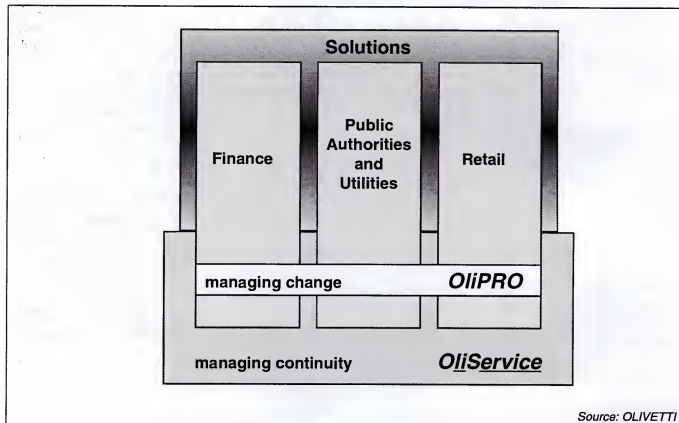 Solutions
Finance
Public
Authorities
and
Utilities
Retail
managing change OliPRO
managing continuity OliService
Source: OLIVETTI